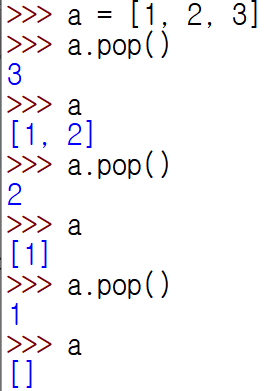 >>> a = [1, 2, 3]
>>> a.pop()
3
>>> a
[1, 2]
>>> a.pop()
2
>>> a
[1]
>>> a.pop()
1
>>> a
[]